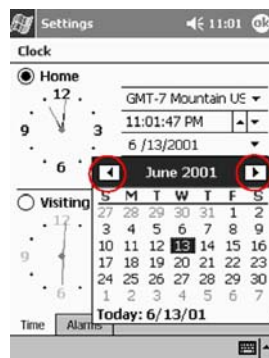 Settings 11:01 ok
Clock
Home
12
9 3
6
GMT-7 Mountain US
11:01:47 PM
6 /13/2001
June 2001
S M T W T F S
27 28 29 30 31 1 2
3 4 5 6 7 8 9
10 11 12 13 14 15 16
17 18 19 20 21 22 23
24 25 26 27 28 29 30
1 2 3 4 5 6 7
Today: 6/13/01
Visiting
12
9
6
Time Alarms